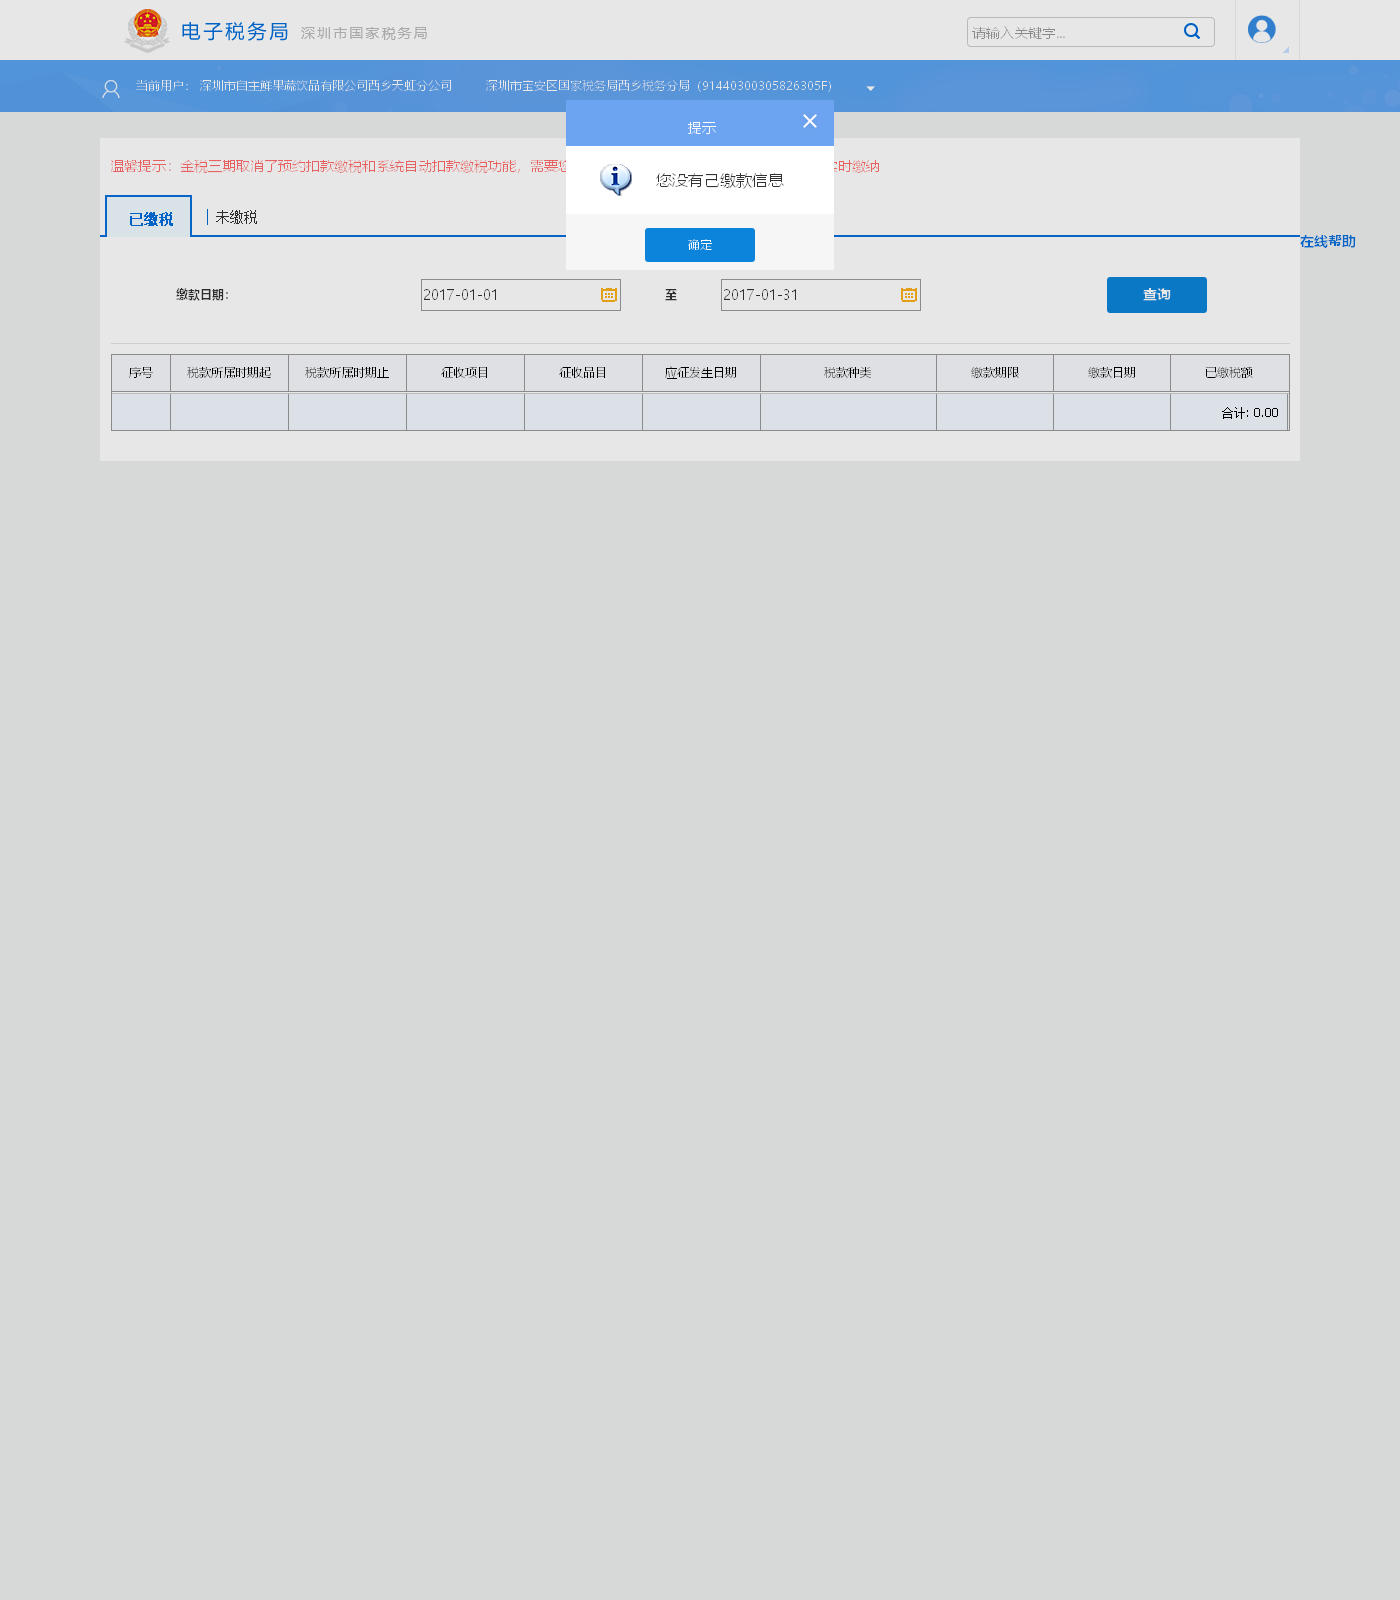 电子税务局 深圳市国家税务局
请输入关键字...
当前用户： 深圳市自主鲜果蔬饮品有限公司西乡天虹分公司 深圳市宝安区国家税务局西乡税务分局 (91440300305826305F)
提示
温馨提示：金税三期取消了预约扣款缴税和系统自动扣款缴税功能，需要您
时缴纳
您没有已缴款信息
已缴税 | 未缴税
确定
在线帮助
缴款日期： 2017-01-01 至 2017-01-31 查询
序号 税款所属时期起 税款所属时期止 征收项目 征收品目 应征发生日期 税款种类 缴款期限 缴款日期 已缴税额
合计: 0.00